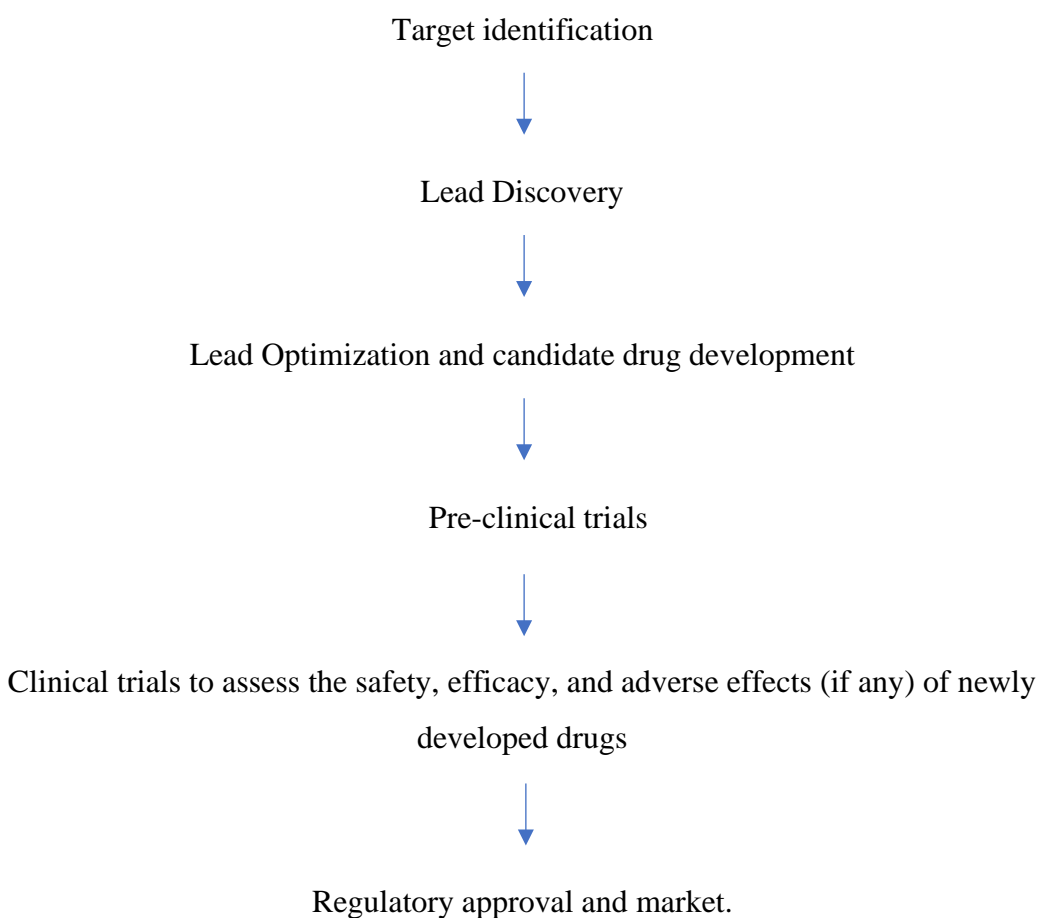 Target identification
Lead Discovery
Lead Optimization and candidate drug development
Pre-clinical trials
Clinical trials to assess the safety, efficacy, and adverse effects (if any) of newly
developed drugs
Regulatory approval and market.